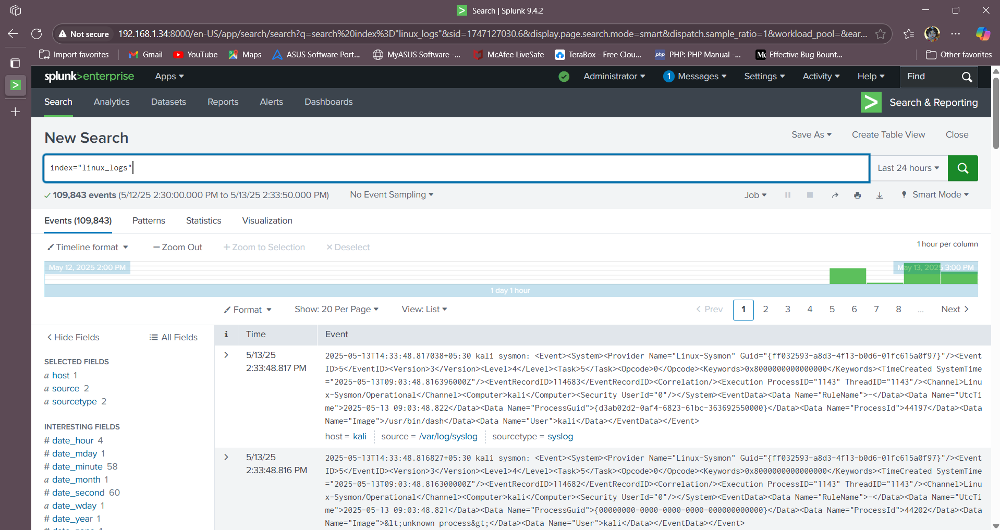 Search | Splunk 9.4.2
Not secure 192.168.1.34:8000/en-US/app/search/search?q=search%20index%3D"linux_logs"&sid=1747127030.6&display.page.search.mode=smart&dispatch.sample_ratio=1&workload_pool=&ear...
Import favorites Gmail YouTube Maps ASUS Software Port... MyASUS Software -... McAfee LiveSafe TeraBox - Free Clou... php PHP: PHP Manual -... Effective Bug Bount... Other favorites
splunk>enterprise Apps Administrator 1 Messages Settings Activity Help Find
Search Analytics Datasets Reports Alerts Dashboards Search & Reporting
New Search Save As Create Table View Close
index="linux_logs" Last 24 hours
109,843 events (5/12/25 2:30:00.000 PM to 5/13/25 2:33:50.000 PM) No Event Sampling Job Smart Mode
Events (109,843) Patterns Statistics Visualization
Timeline format — Zoom Out + Zoom to Selection × Deselect 1 hour per column
May 12, 2025 2:00 PM May 13, 2025 3:00 PM
1 day 1 hour
Format Show: 20 Per Page View: List < Prev 1 2 3 4 5 6 7 8 ... Next >
< Hide Fields All Fields
SELECTED FIELDS
a host 1
a source 2
a sourcetype 2
INTERESTING FIELDS
# date_hour 4
# date_mday 1
# date_minute 58
a date_month 1
# date_second 60
a date_wday 1
# date_year 1
i Time Event
> 5/13/25
2:33:48.817 PM
2025-05-13T14:33:48.817038+05:30 kali sysmon: <Event><System><Provider Name="Linux-Sysmon" Guid="{ff032593-a8d3-4f13-b0d6-01fc615a0f97}"/><Event
ID>5</EventID><Version>3</Version><Level>4</Level><Task>5</Task><Opcode>0</Opcode><Keywords>0x8000000000000000</Keywords><TimeCreated SystemTime
="2025-05-13T09:03:48.816396000Z"/><EventRecordID>114683</EventRecordID><Correlation/><Execution ProcessID="1143" ThreadID="1143"/><Channel>Linu
x-Sysmon/Operational</Channel><Computer>kali</Computer><Security UserId="0"/></System><EventData><Data Name="RuleName">-</Data><Data Name="UtcTi
me">2025-05-13 09:03:48.822</Data><Data Name="ProcessGuid">{d3ab02d2-0af4-6823-61bc-363692550000}</Data><Data Name="ProcessId">44197</Data><Data
Name="Image">/usr/bin/dash</Data><Data Name="User">kali</Data></EventData></Event>
host = kali source = /var/log/syslog sourcetype = syslog
> 5/13/25
2:33:48.816 PM
2025-05-13T14:33:48.816827+05:30 kali sysmon: <Event><System><Provider Name="Linux-Sysmon" Guid="{ff032593-a8d3-4f13-b0d6-01fc615a0f97}"/><Event
ID>5</EventID><Version>3</Version><Level>4</Level><Task>5</Task><Opcode>0</Opcode><Keywords>0x8000000000000000</Keywords><TimeCreated SystemTime
="2025-05-13T09:03:48.816300000Z"/><EventRecordID>114682</EventRecordID><Correlation/><Execution ProcessID="1143" ThreadID="1143"/><Channel>Linu
x-Sysmon/Operational</Channel><Computer>kali</Computer><Security UserId="0"/></System><EventData><Data Name="RuleName">-</Data><Data Name="UtcTi
me">2025-05-13 09:03:48.821</Data><Data Name="ProcessGuid">{00000000-0000-0000-0000-000000000000}</Data><Data Name="ProcessId">44202</Data><Data
Name="Image">&lt;unknown process&gt;</Data><Data Name="User">kali</Data></EventData></Event>